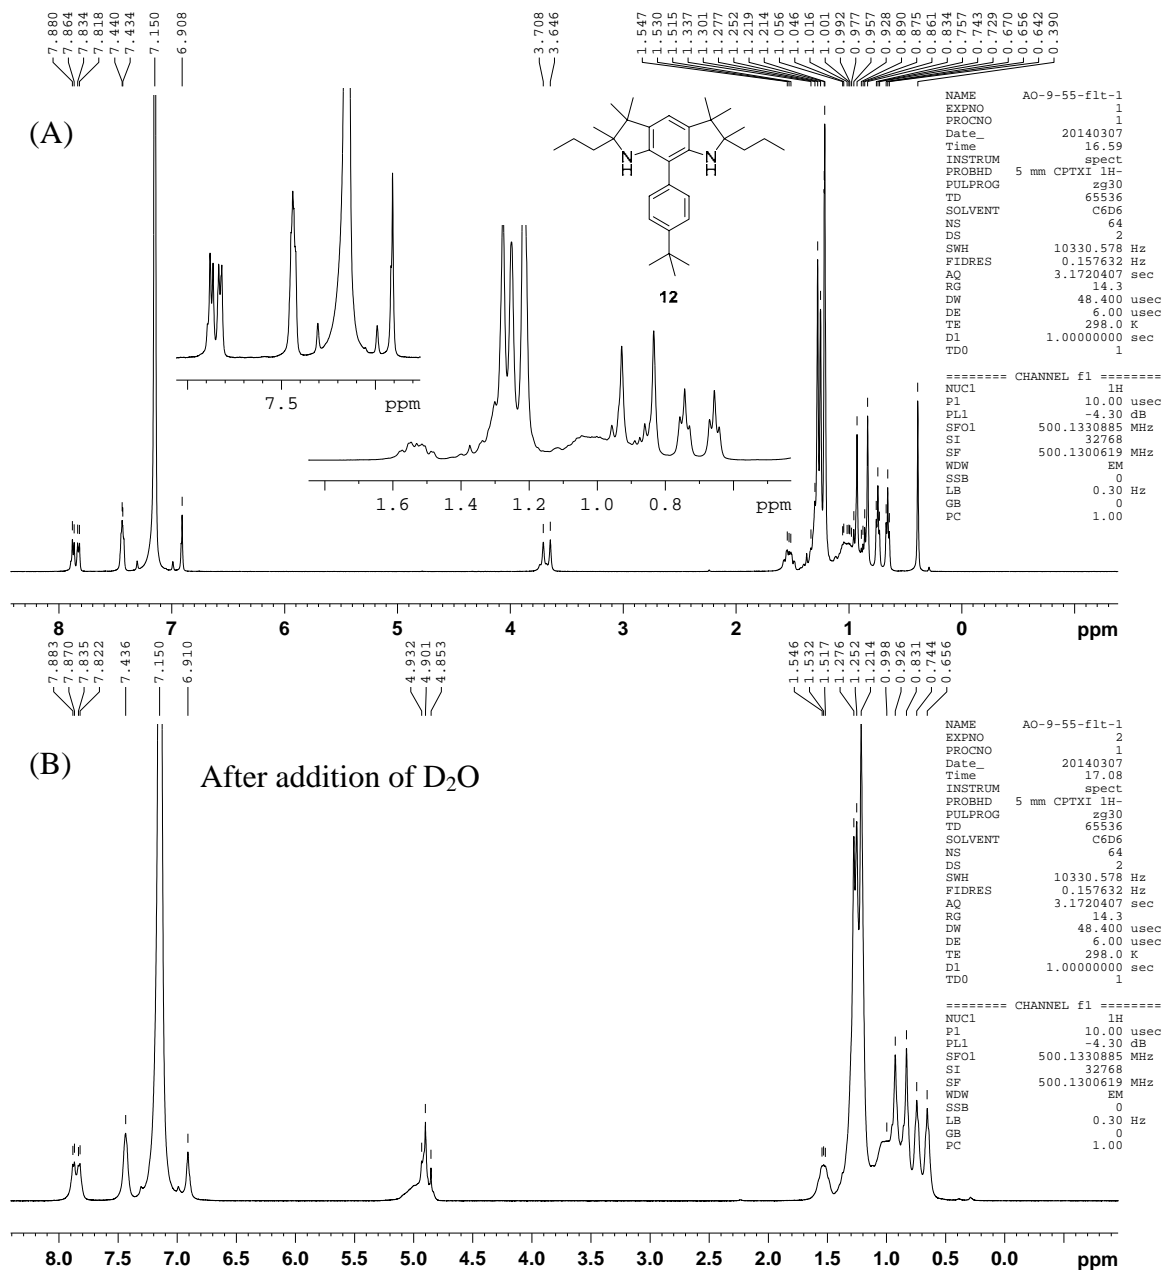 7.880 7.864 7.834 7.818 7.440 7.434 7.150 6.908 3.708 3.646 1.547 1.530 1.515 1.337 1.301 1.277 1.252 1.219 1.214 1.056 1.046 1.016 1.001 0.992 0.977 0.957 0.928 0.890 0.875 0.861 0.834 0.757 0.743 0.729 0.670 0.656 0.642 0.390
(A)
N H N H
12
7.5 ppm
1.6 1.4 1.2 1.0 0.8 ppm
NAME AO-9-55-flt-1
EXPNO 1
PROCNO 1
Date_ 20140307
Time 16.59
INSTRUM spect
PROBHD 5 mm CPTXI 1H-
PULPROG zg30
TD 65536
SOLVENT C6D6
NS 64
DS 2
SWH 10330.578 Hz
FIDRES 0.157632 Hz
AQ 3.1720407 sec
RG 14.3
DW 48.400 usec
DE 6.00 usec
TE 298.0 K
D1 1.00000000 sec
TD0 1
======== CHANNEL f1 ========
NUC1 1H
P1 10.00 usec
PL1 -4.30 dB
SFO1 500.1330885 MHz
SI 32768
SF 500.1300619 MHz
WDW EM
SSB 0
LB 0.30 Hz
GB 0
PC 1.00
8 7 6 5 4 3 2 1 0 ppm
7.883 7.870 7.835 7.822 7.436 7.150 6.910 4.932 4.901 4.853 1.546 1.532 1.517 1.276 1.252 1.214 0.998 0.926 0.831 0.744 0.656
(B)
After addition of D2O
NAME AO-9-55-flt-1
EXPNO 2
PROCNO 1
Date_ 20140307
Time 17.08
INSTRUM spect
PROBHD 5 mm CPTXI 1H-
PULPROG zg30
TD 65536
SOLVENT C6D6
NS 64
DS 2
SWH 10330.578 Hz
FIDRES 0.157632 Hz
AQ 3.1720407 sec
RG 14.3
DW 48.400 usec
DE 6.00 usec
TE 298.0 K
D1 1.00000000 sec
TD0 1
======== CHANNEL f1 ========
NUC1 1H
P1 10.00 usec
PL1 -4.30 dB
SFO1 500.1330885 MHz
SI 32768
SF 500.1300619 MHz
WDW EM
SSB 0
LB 0.30 Hz
GB 0
PC 1.00
8.0 7.5 7.0 6.5 6.0 5.5 5.0 4.5 4.0 3.5 3.0 2.5 2.0 1.5 1.0 0.5 0.0 ppm